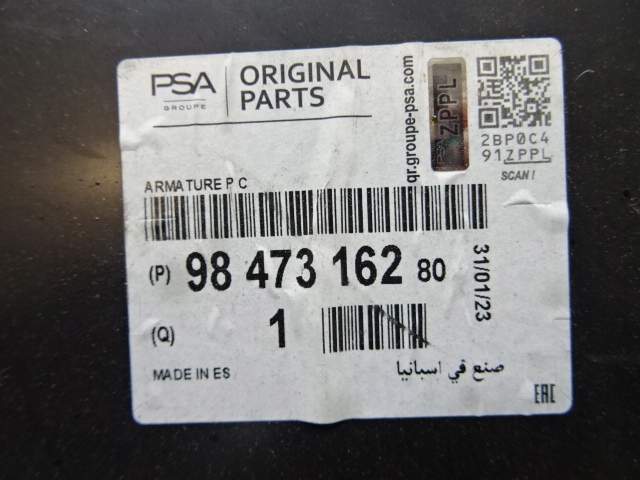 PSA
GROUPE
ORIGINAL
PARTS
qr.groupe-psa.com
ZPPL
2BP0C4
91ZPPL
SCAN!
ARMATURE P C
(P) 98 473 162 80
31/01/23
(Q) 1
MADE IN ES
صنع في اسبانيا
EAC